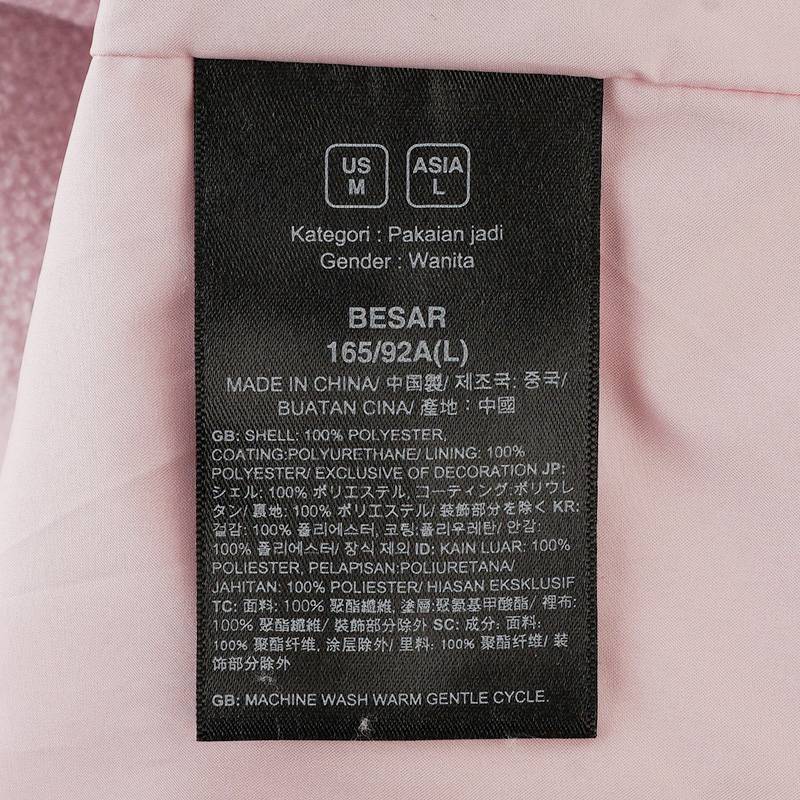 US
M
ASIA
L
Kategori : Pakaian jadi
Gender : Wanita
BESAR
165/92A(L)
MADE IN CHINA/ 中国製/ 제조국: 중국/
BUATAN CINA/ 產地：中國
GB: SHELL: 100% POLYESTER,
COATING:POLYURETHANE/ LINING: 100%
POLYESTER/ EXCLUSIVE OF DECORATION JP:
シェル: 100% ポリエステル, コーティング:ポリウレ
タン/ 裏地: 100% ポリエステル/ 装飾部分を除く KR:
겉감: 100% 폴리에스터, 코팅:폴리우레탄/ 안감:
100% 폴리에스터/ 장식 제외 ID: KAIN LUAR: 100%
POLIESTER, PELAPISAN:POLIURETANA/
JAHITAN: 100% POLIESTER/ HIASAN EKSKLUSIF
TC: 面料: 100% 聚酯纖維, 塗層:聚氨基甲酸酯/ 裡布:
100% 聚酯纖維/ 裝飾部分除外 SC: 成分: 面料:
100% 聚酯纤维, 涂层除外/ 里料: 100% 聚酯纤维/ 装
饰部分除外
GB: MACHINE WASH WARM GENTLE CYCLE.